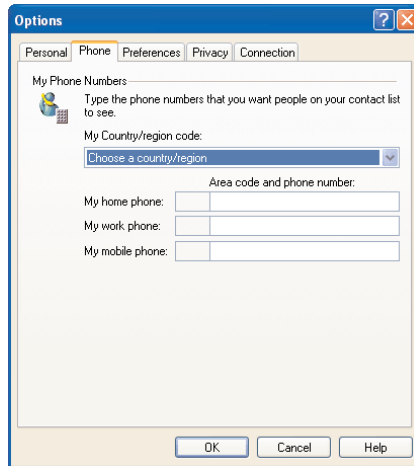 Options
Personal Phone Preferences Privacy Connection
My Phone Numbers
Type the phone numbers that you want people on your contact list
to see.
My Country/region code:
Choose a country/region
Area code and phone number:
My home phone:
My work phone:
My mobile phone:
OK Cancel Help